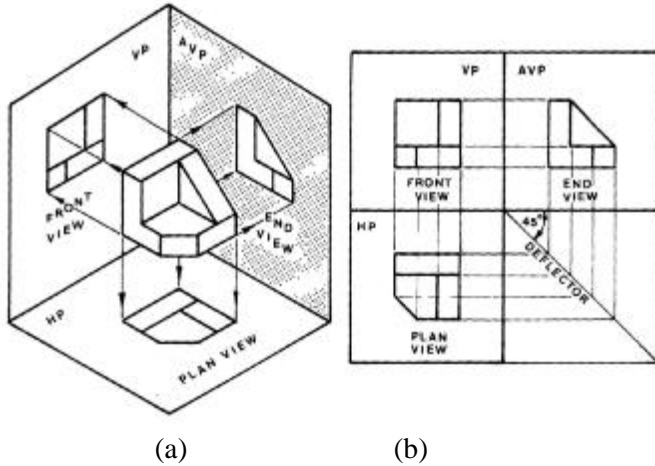 VP
AVP
FRONT
VIEW
END
VIEW
HP
PLAN VIEW
(a)
VP
AVP
FRONT
VIEW
END
VIEW
HP
45°
DEFLECTOR
PLAN
VIEW
(b)